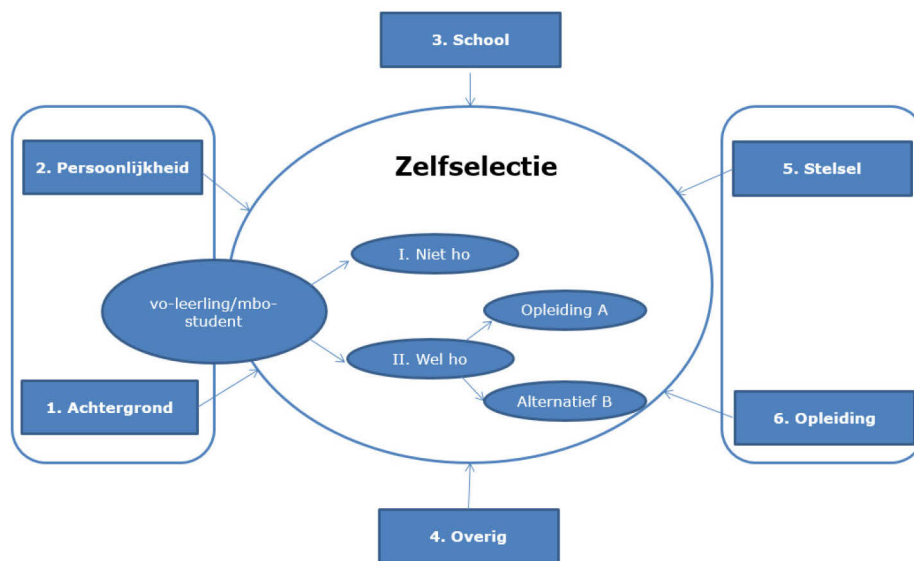 3. School
2. Persoonlijkheid
Zelfselectie
5. Stelsel
I. Niet ho
vo-leerling/mbo-
student
Opleiding A
II. Wel ho
1. Achtergrond
Alternatief B
6. Opleiding
4. Overig